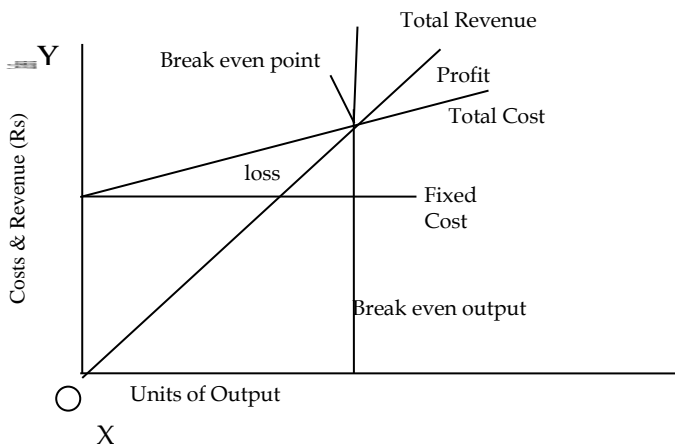 Total Revenue
Y
Break even point
Profit
Total Cost
Costs & Revenue (Rs)
loss
Fixed
Cost
Break even output
Units of Output
X